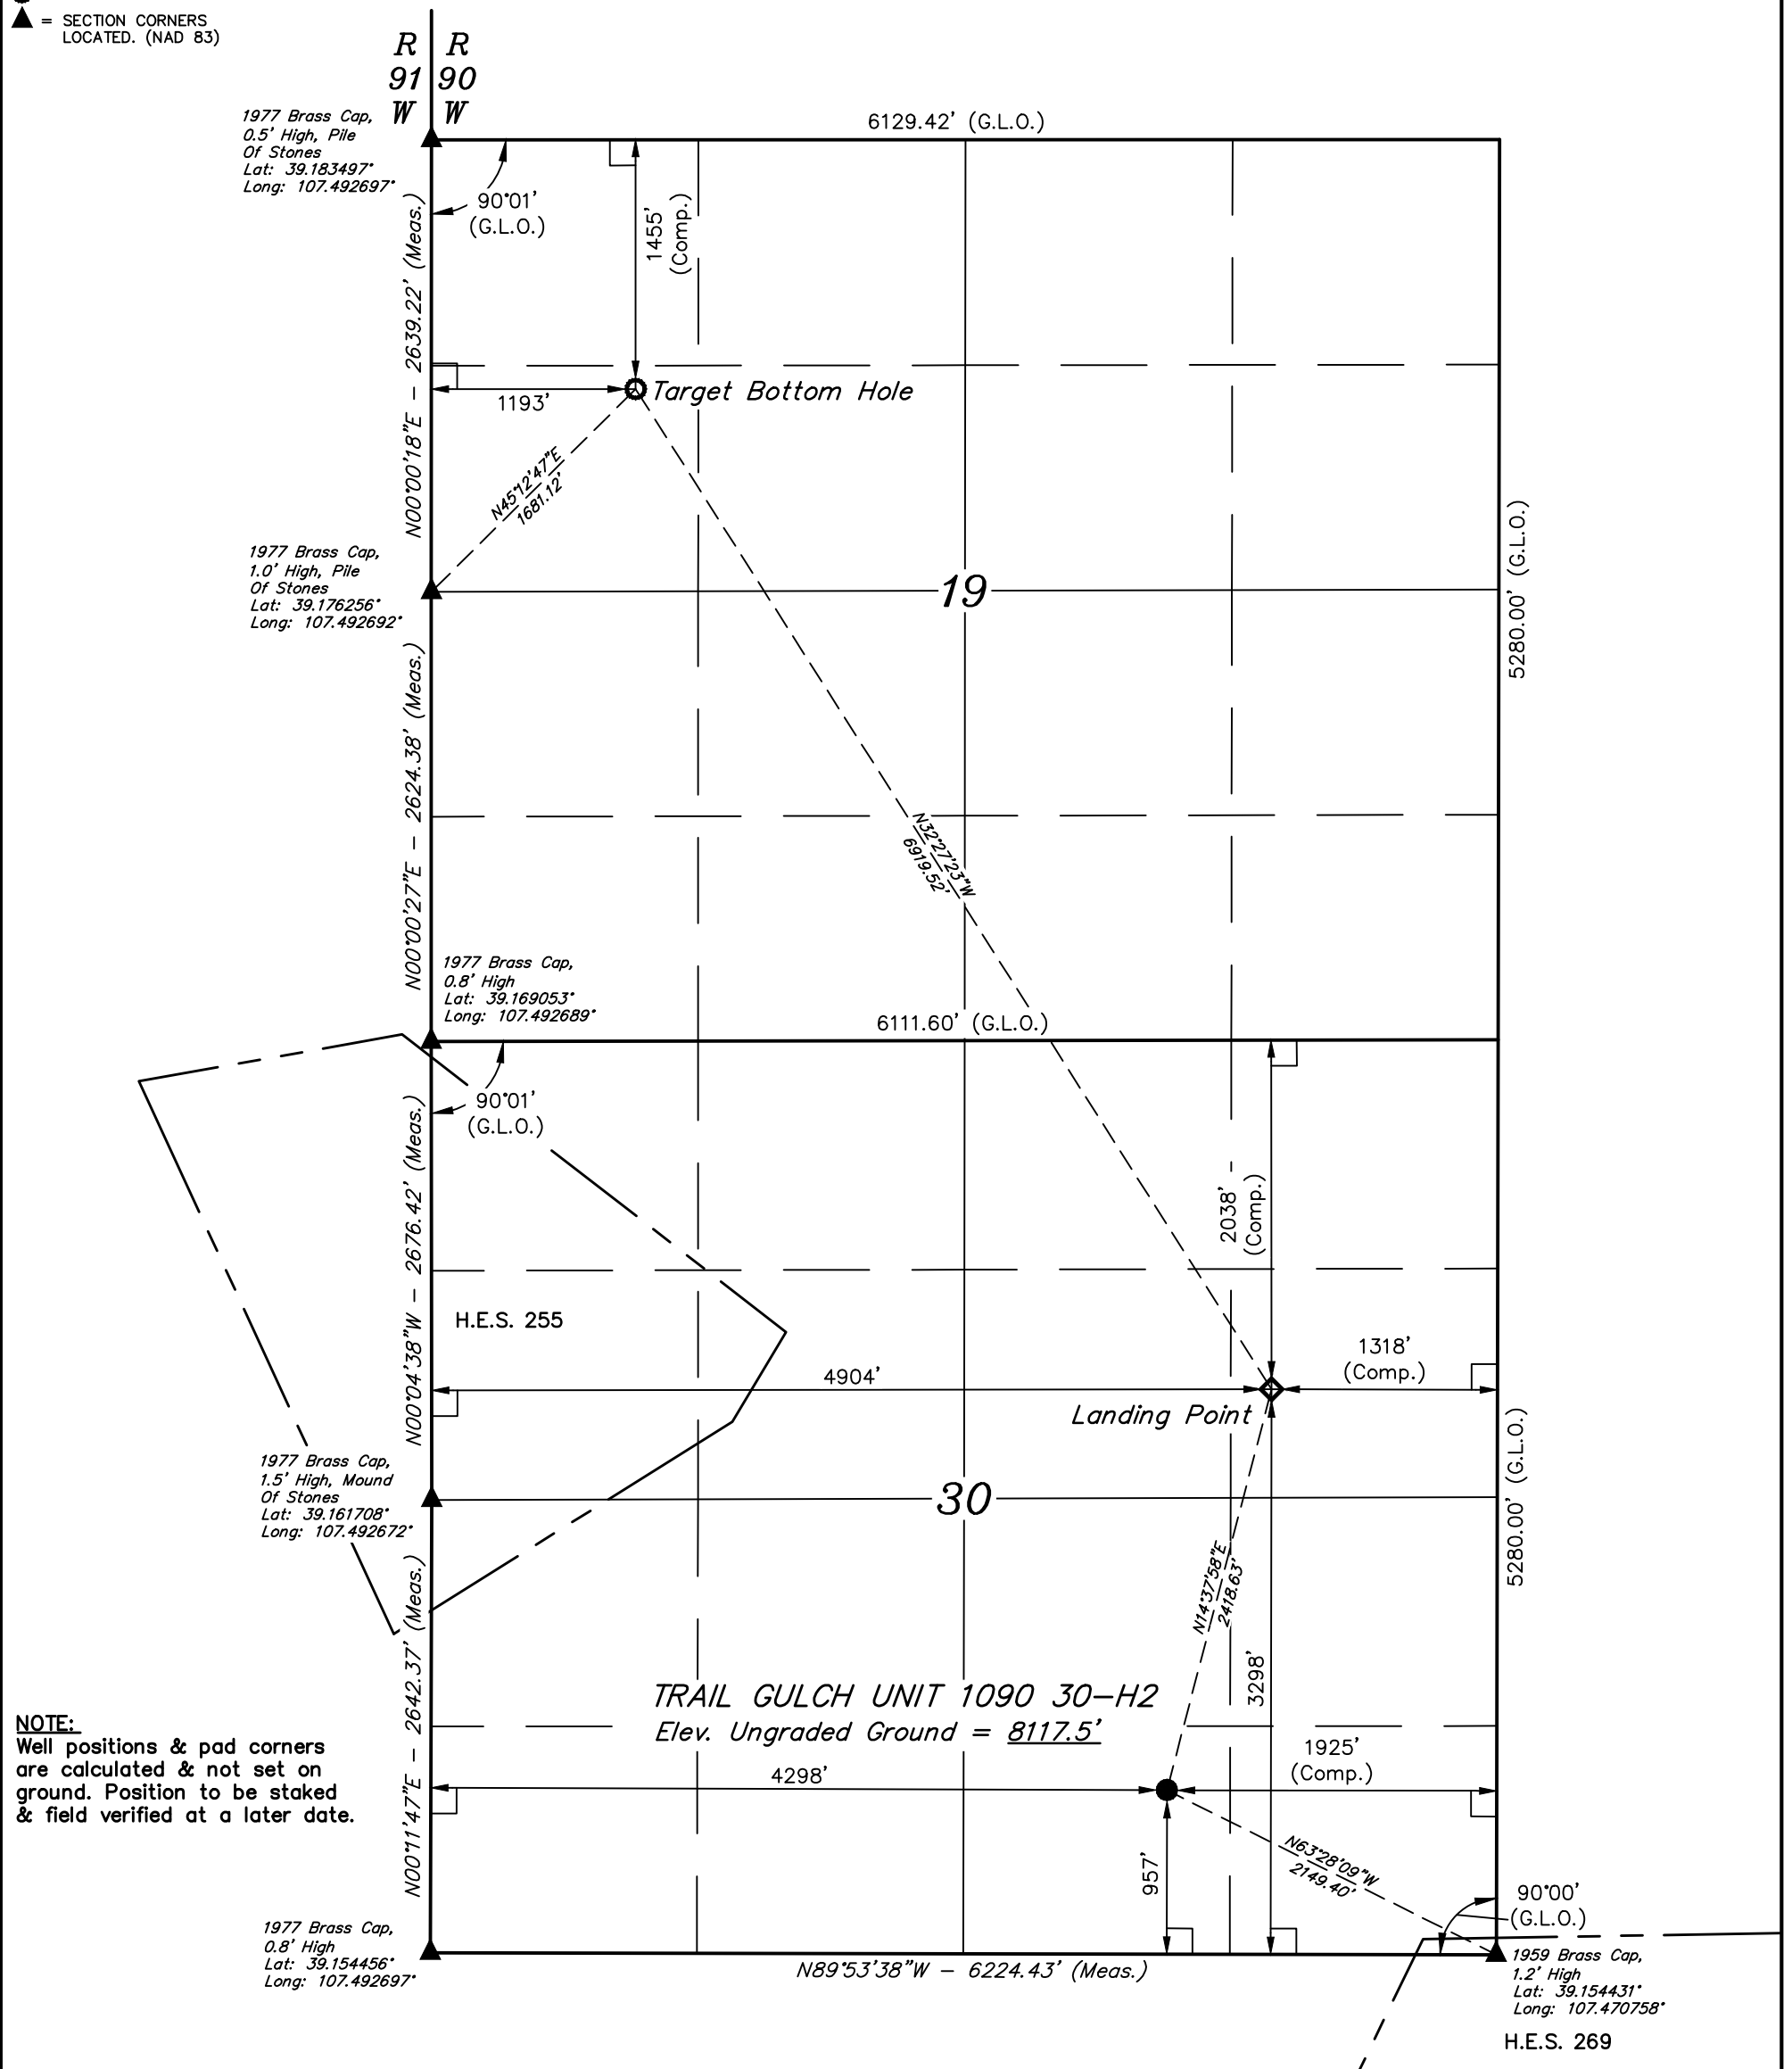 = SECTION CORNERS
LOCATED. (NAD 83)
R R
91 90
W W
1977 Brass Cap,
0.5' High, Pile
Of Stones
Lat: 39.183497°
Long: 107.492697°
6129.42' (G.L.O.)
90°01'
(G.L.O.)
1455'
(Comp.)
N00°00'18"E - 2639.22' (Meas.)
1193'
Target Bottom Hole
N45°12'47"E
1681.12'
1977 Brass Cap,
1.0' High, Pile
Of Stones
Lat: 39.176256°
Long: 107.492692°
19
5280.00' (G.L.O.)
N00°00'27"E - 2624.38' (Meas.)
N32°27'23"W
6919.52'
1977 Brass Cap,
0.8' High
Lat: 39.169053°
Long: 107.492689°
6111.60' (G.L.O.)
90°01'
(G.L.O.)
N00°04'38"W - 2676.42' (Meas.)
2038'
(Comp.)
H.E.S. 255
4904'
1318'
(Comp.)
Landing Point
1977 Brass Cap,
1.5' High, Mound
Of Stones
Lat: 39.161708°
Long: 107.492672°
30
5280.00' (G.L.O.)
N14°37'58"E
2418.63'
3298'
N00°11'47"E - 2642.37' (Meas.)
TRAIL GULCH UNIT 1090 30-H2
Elev. Ungraded Ground = 8117.5'
NOTE:
Well positions & pad corners
are calculated & not set on
ground. Position to be staked
& field verified at a later date.
4298'
1925'
(Comp.)
957'
N63°28'09"W
2149.40'
90°00'
(G.L.O.)
1977 Brass Cap,
0.8' High
Lat: 39.154456°
Long: 107.492697°
N89°53'38"W - 6224.43' (Meas.)
1959 Brass Cap,
1.2' High
Lat: 39.154431°
Long: 107.470758°
H.E.S. 269